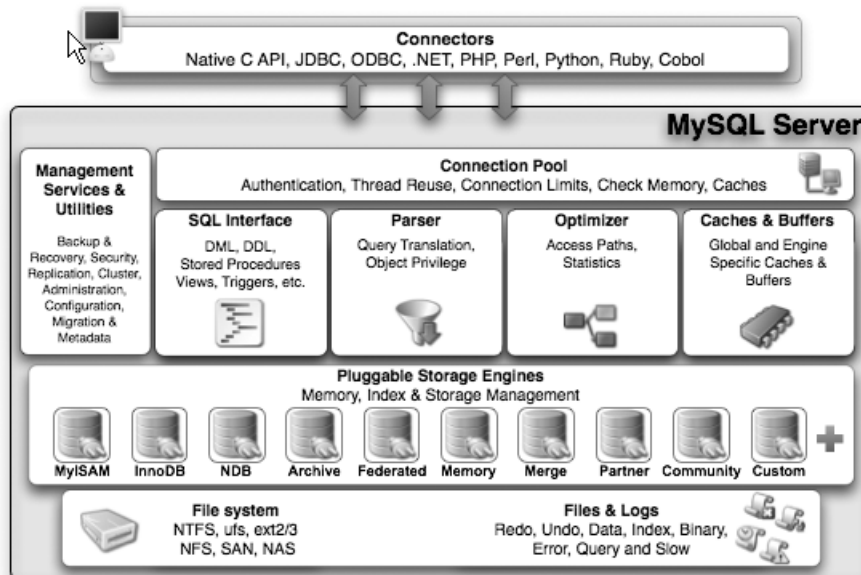 Connectors
Native C API, JDBC, ODBC, .NET, PHP, Perl, Python, Ruby, Cobol
MySQL Server
Management
Services &
Utilities
Backup &
Recovery, Security,
Replication, Cluster,
Administration,
Configuration,
Migration &
Metadata
Connection Pool
Authentication, Thread Reuse, Connection Limits, Check Memory, Caches
SQL Interface
DML, DDL,
Stored Procedures
Views, Triggers, etc.
Parser
Query Translation,
Object Privilege
Optimizer
Access Paths,
Statistics
Caches & Buffers
Global and Engine
Specific Caches &
Buffers
Pluggable Storage Engines
Memory, Index & Storage Management
MyISAM
InnoDB
NDB
Archive
Federated
Memory
Merge
Partner
Community
Custom
File system
NTFS, ufs, ext2/3
NFS, SAN, NAS
Files & Logs
Redo, Undo, Data, Index, Binary,
Error, Query and Slow